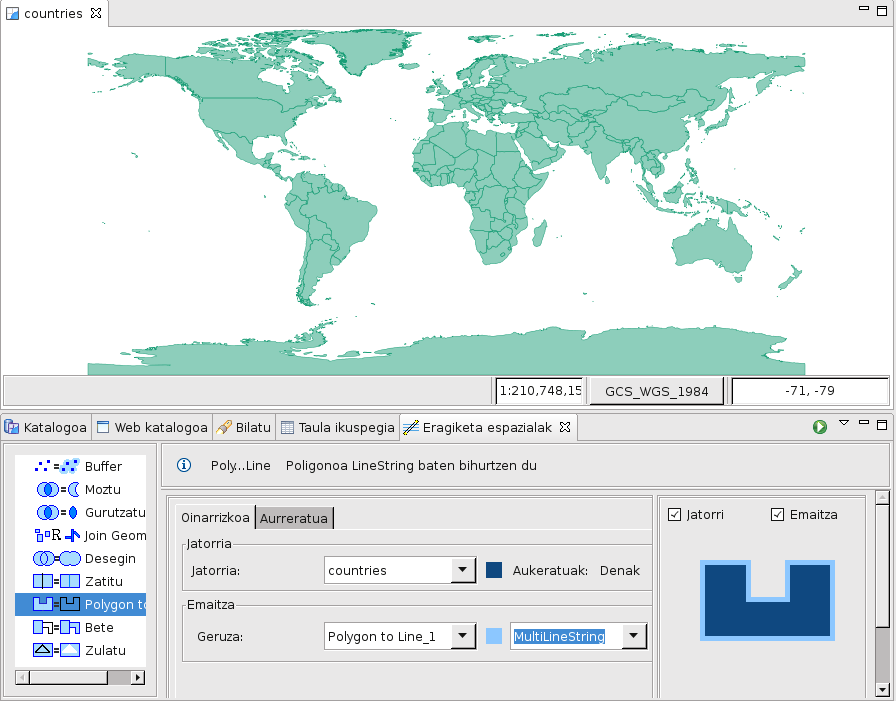 countries
1:210,748,15
GCS_WGS_1984
-71, -79
Katalogoa
Web katalogoa
Bilatu
Taula ikuspegia
Eragiketa espazialak
Buffer
Moztu
Gurutzatu
Join Geom
Desegin
Zatitu
Polygon to
Bete
Zulatu
Poly...Line Poligonoa LineString baten bihurtzen du
Oinarrizkoa
Aurreratua
Jatorria
Jatorria:
countries
Aukeratuak: Denak
Emaitza
Geruza:
Polygon to Line_1
MultiLineString
Jatorri
Emaitza